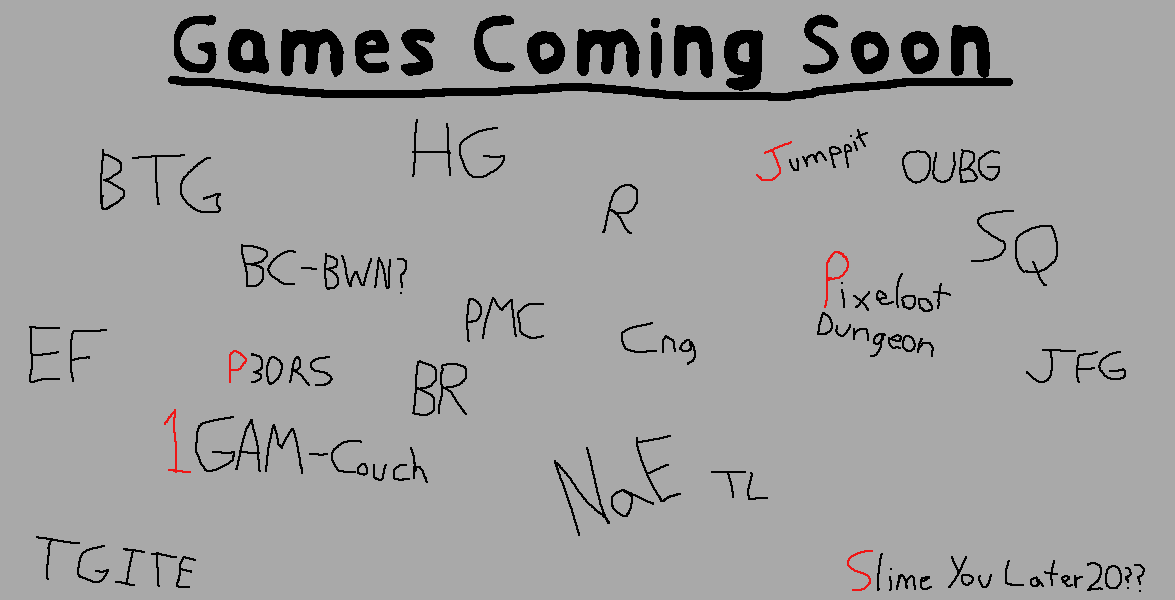 Games Coming Soon
HG
BTG
Jumppit
OUBG
R
SQ
BC-BWN?
Pixeloot
Dungeon
PMC
Cng
EF
P30RS
BR
JFG
1GAM-Couch
NaE
TL
TGITE
Slime You Later20??